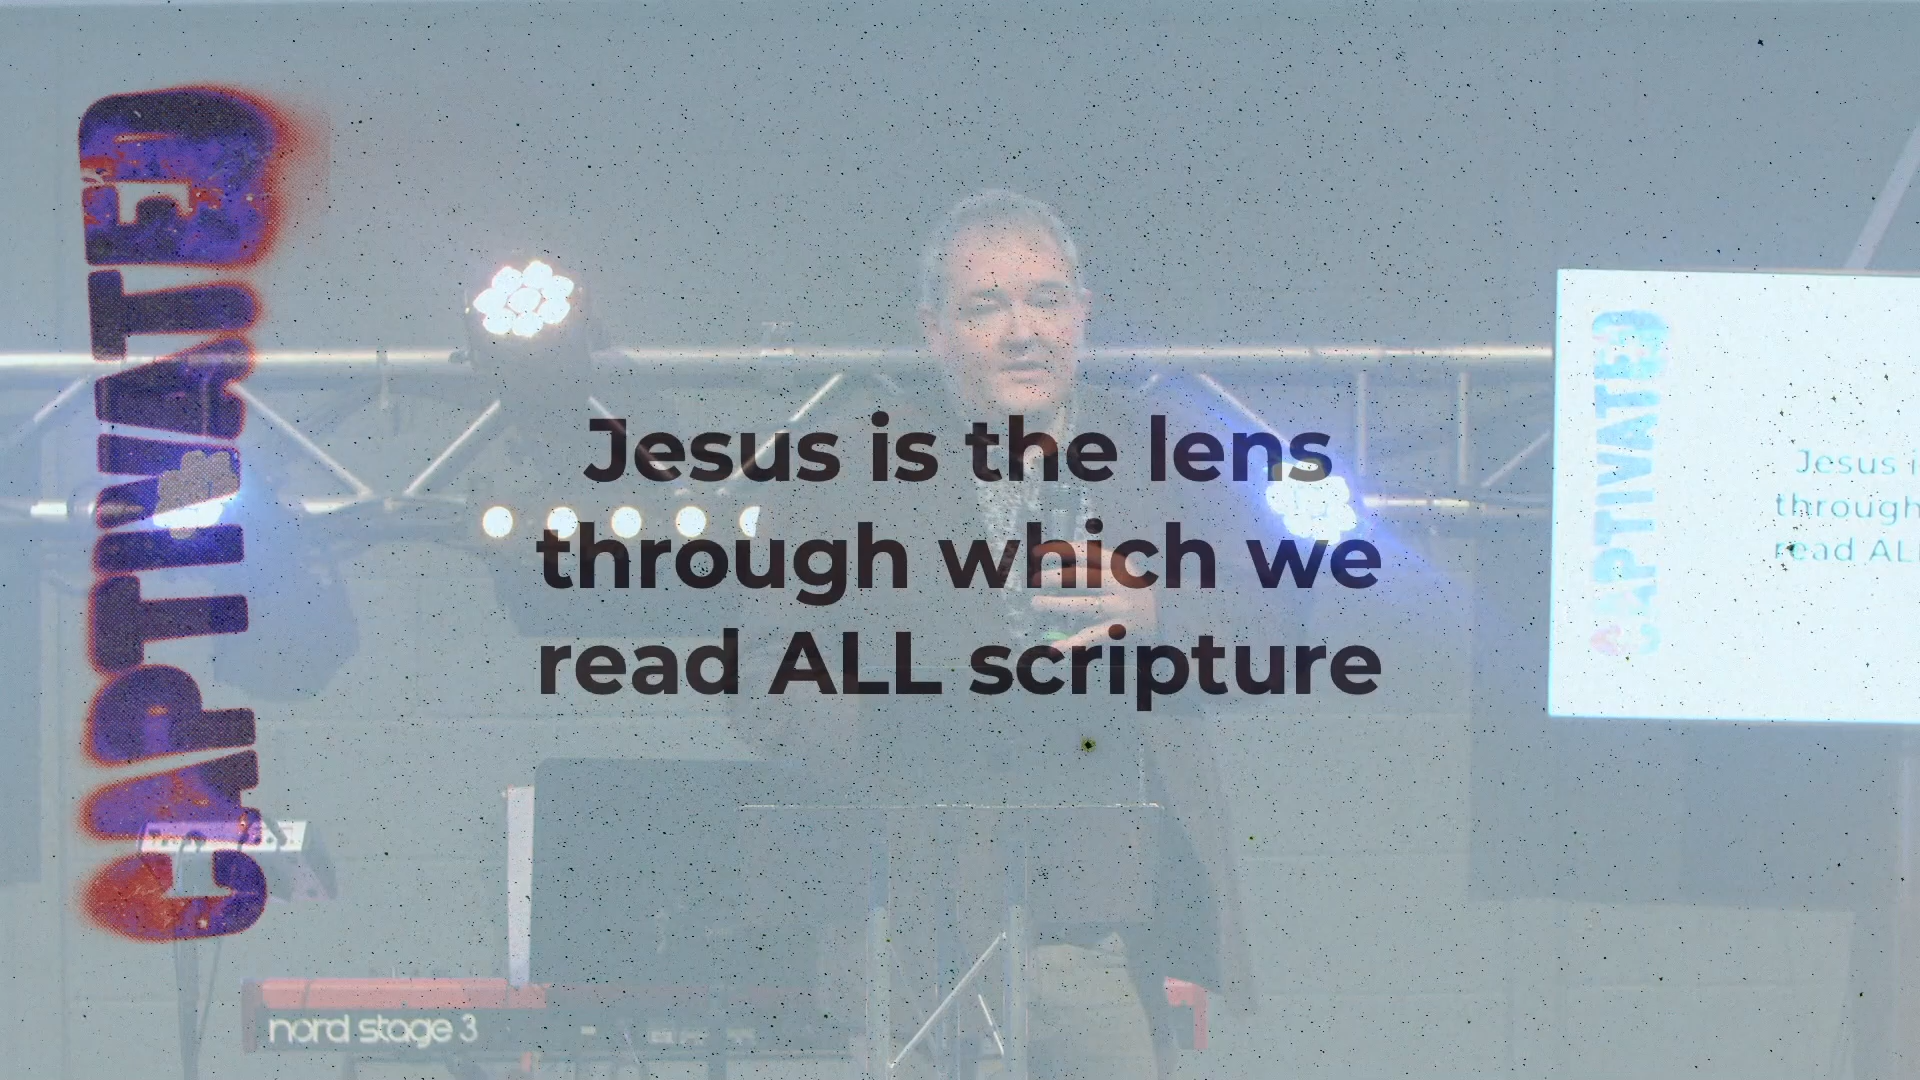 CAPTIVATED
Jesus is the lens
through which we
read ALL scripture
CAPTIVATED
Jesus i
through
read AL
nord stage 3